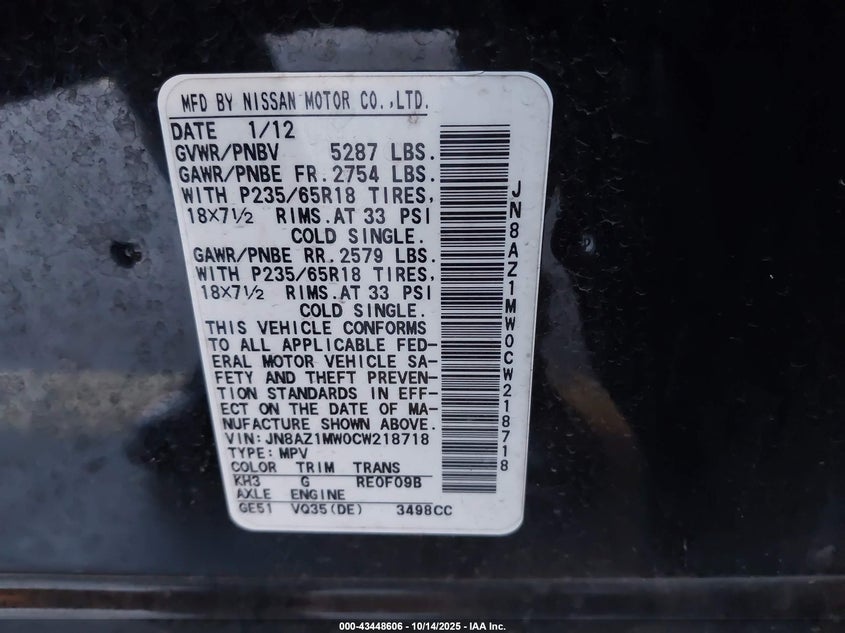 MFD BY NISSAN MOTOR CO.,LTD.
DATE 1/12
GVWR/PNBV 5287 LBS.
GAWR/PNBE FR. 2754 LBS.
WITH P235/65R18 TIRES,
18X7½ RIMS.AT 33 PSI
COLD SINGLE.
GAWR/PNBE RR. 2579 LBS.
WITH P235/65R18 TIRES,
18X7½ RIMS.AT 33 PSI
COLD SINGLE.
THIS VEHICLE CONFORMS
TO ALL APPLICABLE FED-
ERAL MOTOR VEHICLE SA-
FETY AND THEFT PREVEN-
TION STANDARDS IN EFF-
ECT ON THE DATE OF MA-
NUFACTURE SHOWN ABOVE.
VIN: JN8AZ1MW0CW218718
TYPE: MPV
COLOR TRIM TRANS
KH3 G RE0F09B
AXLE ENGINE
GE51 VQ35(DE) 3498CC
JN8AZ1MW0CW218718
000-43448606 - 10/14/2025 - IAA Inc.